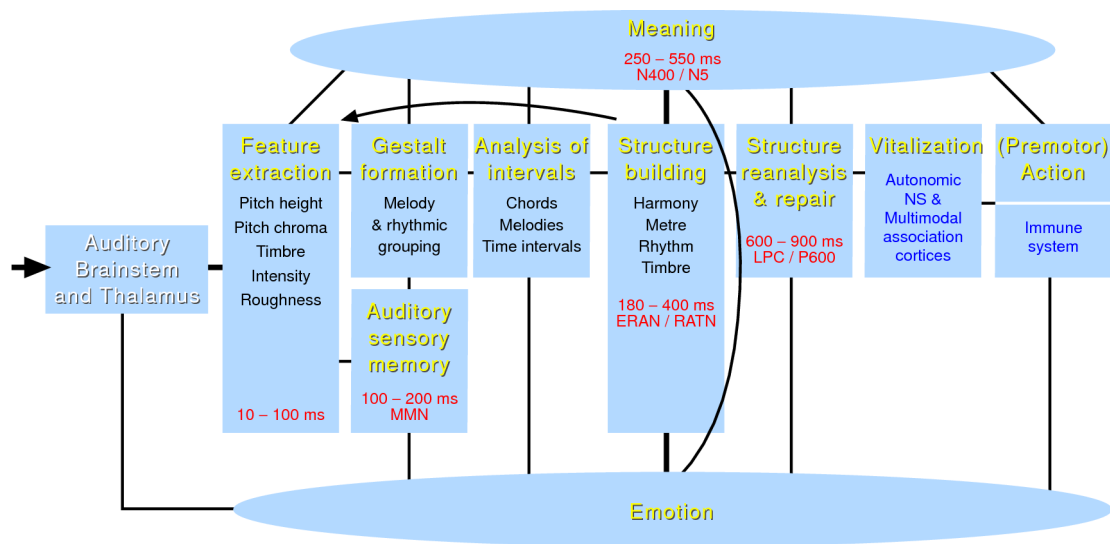 Meaning
250 – 550 ms
N400 / N5
Auditory
Brainstem
and Thalamus
Feature
extraction
Pitch height
Pitch chroma
Timbre
Intensity
Roughness
10 – 100 ms
Gestalt
formation
Melody
& rhythmic
grouping
Auditory
sensory
memory
100 – 200 ms
MMN
Analysis of
intervals
Chords
Melodies
Time intervals
Structure
building
Harmony
Metre
Rhythm
Timbre
180 – 400 ms
ERAN / RATN
Structure
reanalysis
& repair
600 – 900 ms
LPC / P600
Vitalization
Autonomic
NS &
Multimodal
association
cortices
(Premotor)
Action
Immune
system
Emotion